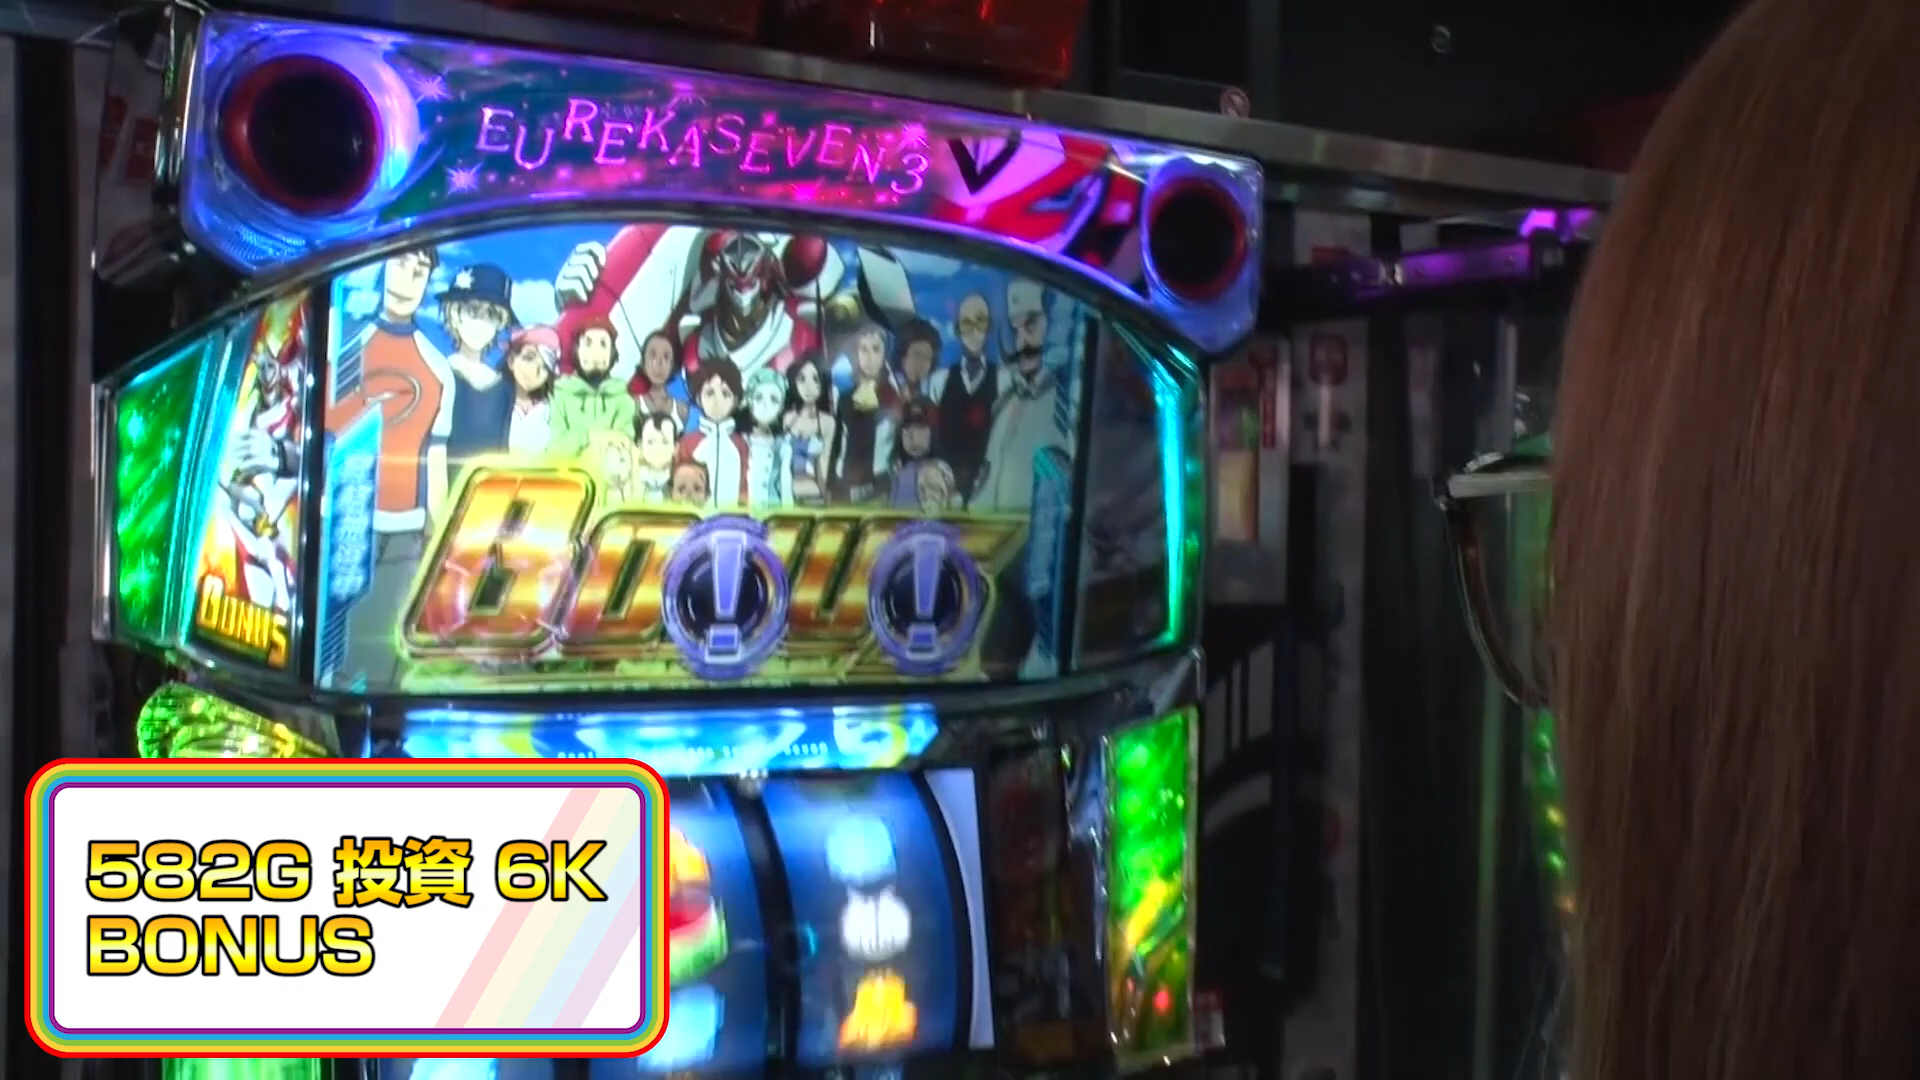 EUREKASEVEN3
BONUS
BONUS
582G 投資 6K
BONUS